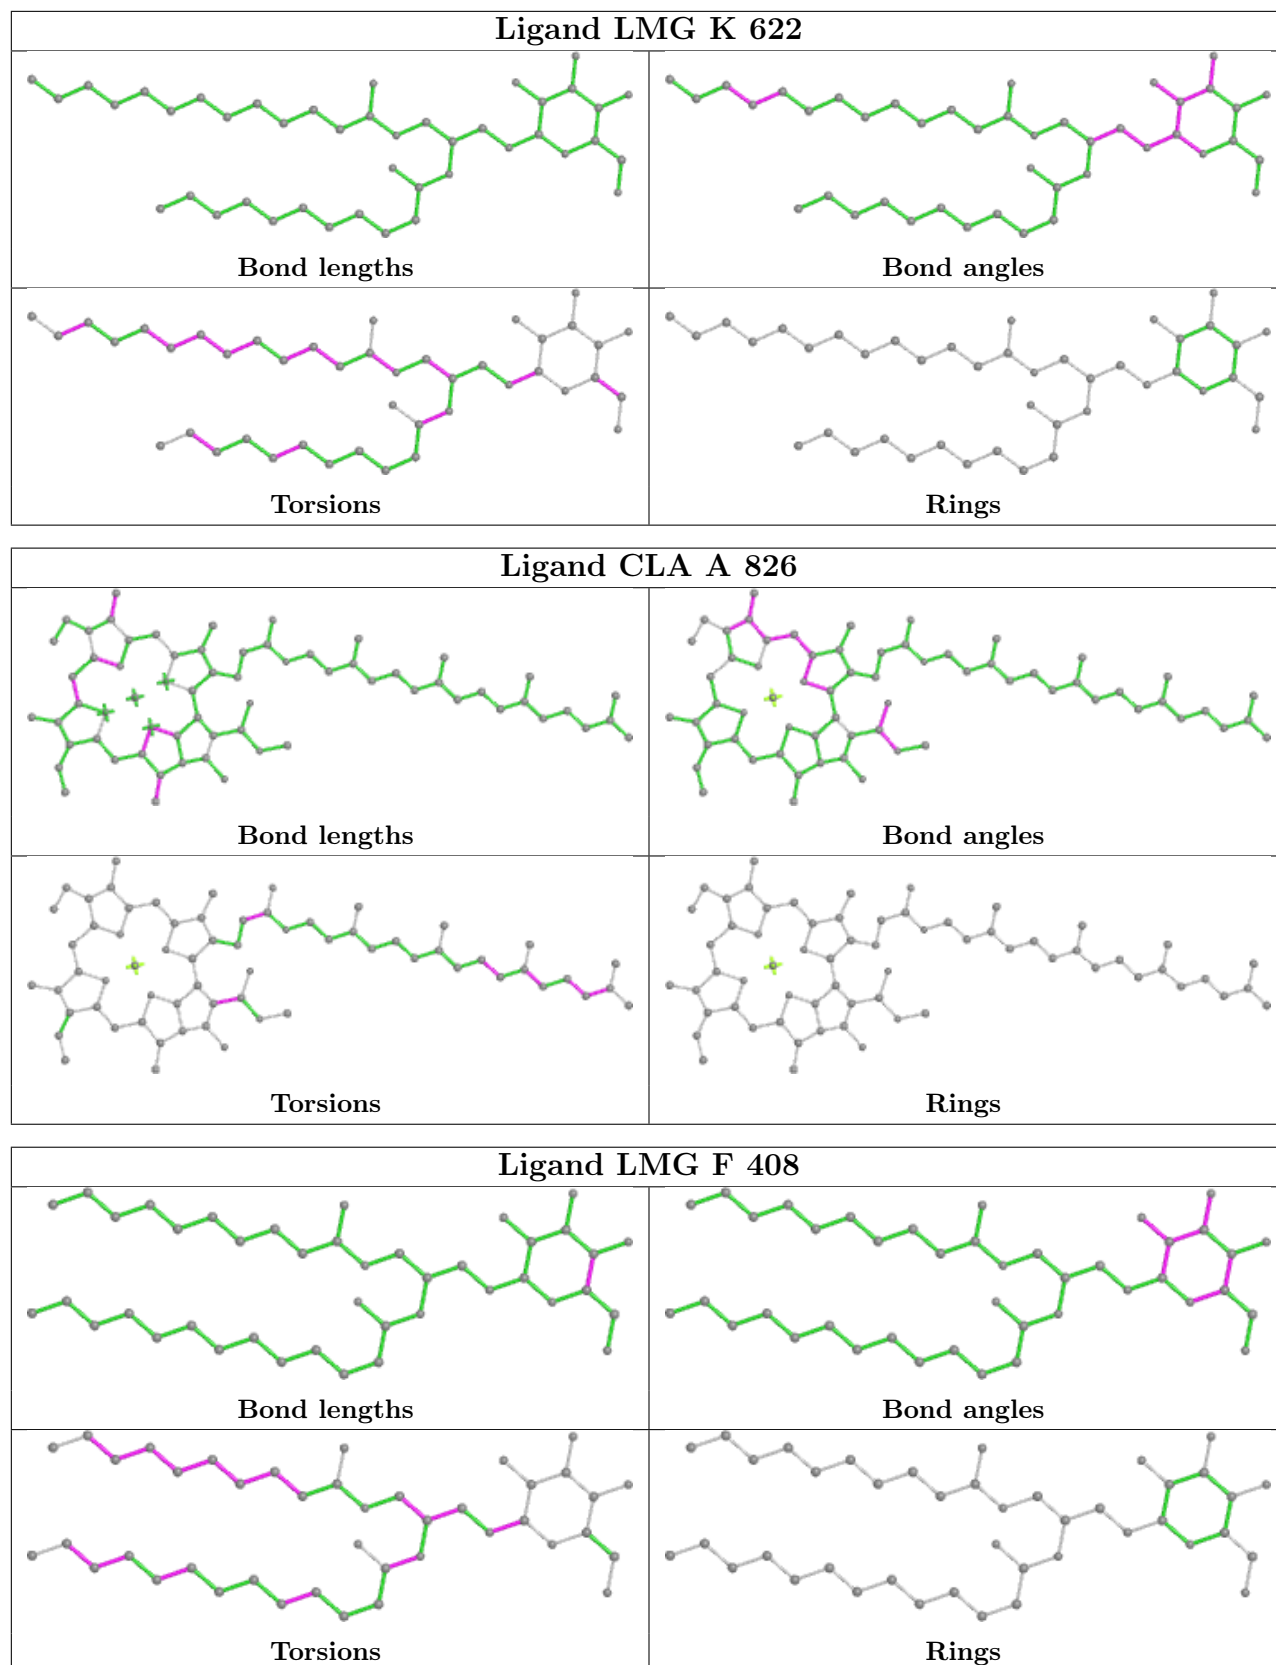 Ligand LMG K 622
Bond lengths
Bond angles
Torsions
Rings
Ligand CLA A 826
Bond lengths
Bond angles
Torsions
Rings
Ligand LMG F 408
Bond lengths
Bond angles
Torsions
Rings